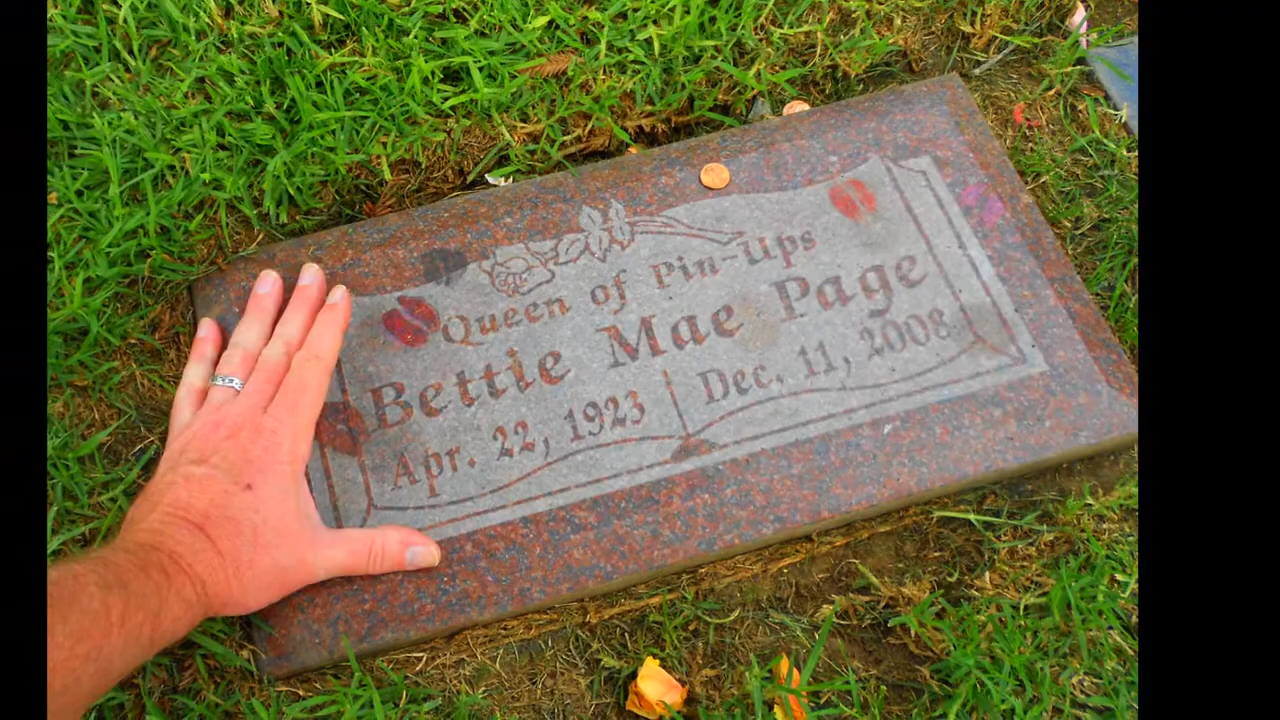 Queen of Pin-Ups
Bettie Mae Page
Apr. 22, 1923
Dec. 11, 2008